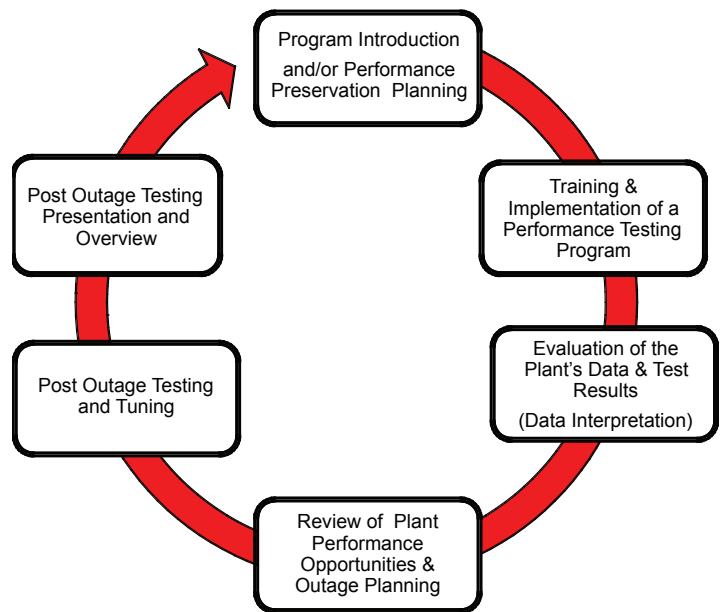 Program Introduction
and/or Performance
Preservation Planning
Training &
Implementation of a
Performance Testing
Program
Evaluation of the
Plant's Data & Test
Results
(Data Interpretation)
Review of Plant
Performance
Opportunities &
Outage Planning
Post Outage Testing
and Tuning
Post Outage Testing
Presentation and
Overview